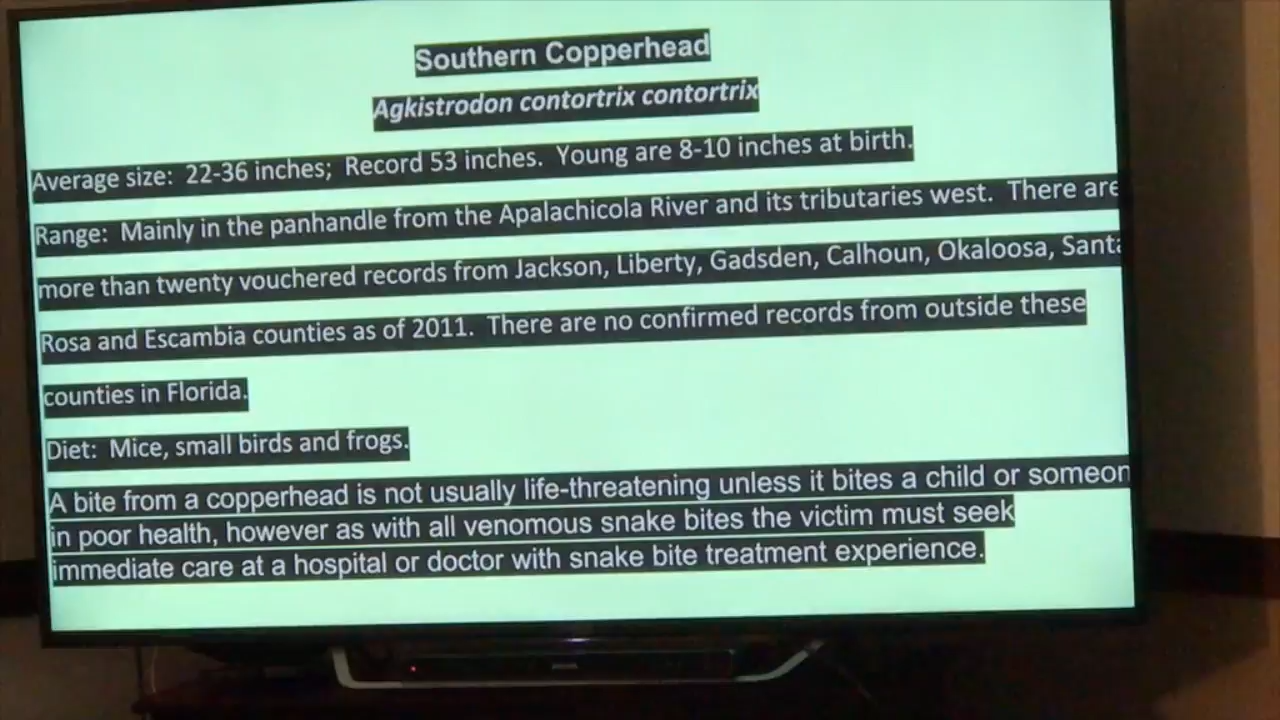 Southern Copperhead
Agkistrodon contortrix contortrix
Average size:  22-36 inches;  Record 53 inches.  Young are 8-10 inches at birth.
Range:  Mainly in the panhandle from the Apalachicola River and its tributaries west.  There are
more than twenty vouchered records from Jackson, Liberty, Gadsden, Calhoun, Okaloosa, Santa
Rosa and Escambia counties as of 2011.  There are no confirmed records from outside these
counties in Florida.
Diet:  Mice, small birds and frogs.
A bite from a copperhead is not usually life-threatening unless it bites a child or someon
in poor health, however as with all venomous snake bites the victim must seek
immediate care at a hospital or doctor with snake bite treatment experience.